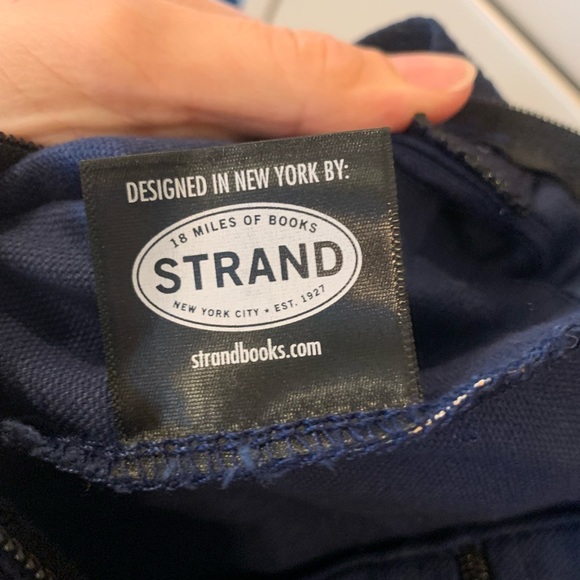 DESIGNED IN NEW YORK BY:
18 MILES OF BOOKS
STRAND
NEW YORK CITY • EST. 1927
strandbooks.com